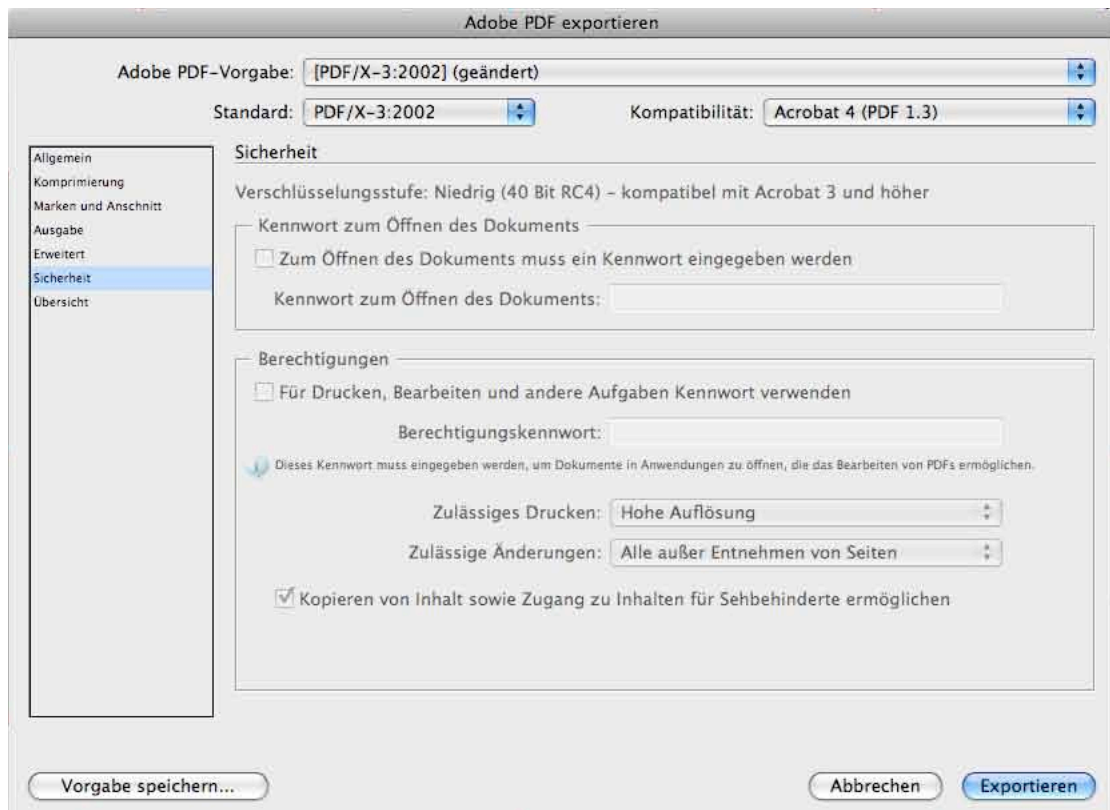 Adobe PDF exportieren
Adobe PDF-Vorgabe: [PDF/X-3:2002] (geändert)
Standard: PDF/X-3:2002 Kompatibilität: Acrobat 4 (PDF 1.3)
Allgemein
Komprimierung
Marken und Anschnitt
Ausgabe
Erweitert
Sicherheit
Übersicht
Sicherheit
Verschlüsselungsstufe: Niedrig (40 Bit RC4) – kompatibel mit Acrobat 3 und höher
Kennwort zum Öffnen des Dokuments
Zum Öffnen des Dokuments muss ein Kennwort eingegeben werden
Kennwort zum Öffnen des Dokuments:
Berechtigungen
Für Drucken, Bearbeiten und andere Aufgaben Kennwort verwenden
Berechtigungskennwort:
Dieses Kennwort muss eingegeben werden, um Dokumente in Anwendungen zu öffnen, die das Bearbeiten von PDFs ermöglichen.
Zulässiges Drucken: Hohe Auflösung
Zulässige Änderungen: Alle außer Entnehmen von Seiten
Kopieren von Inhalt sowie Zugang zu Inhalten für Sehbehinderte ermöglichen
Vorgabe speichern... Abbrechen Exportieren